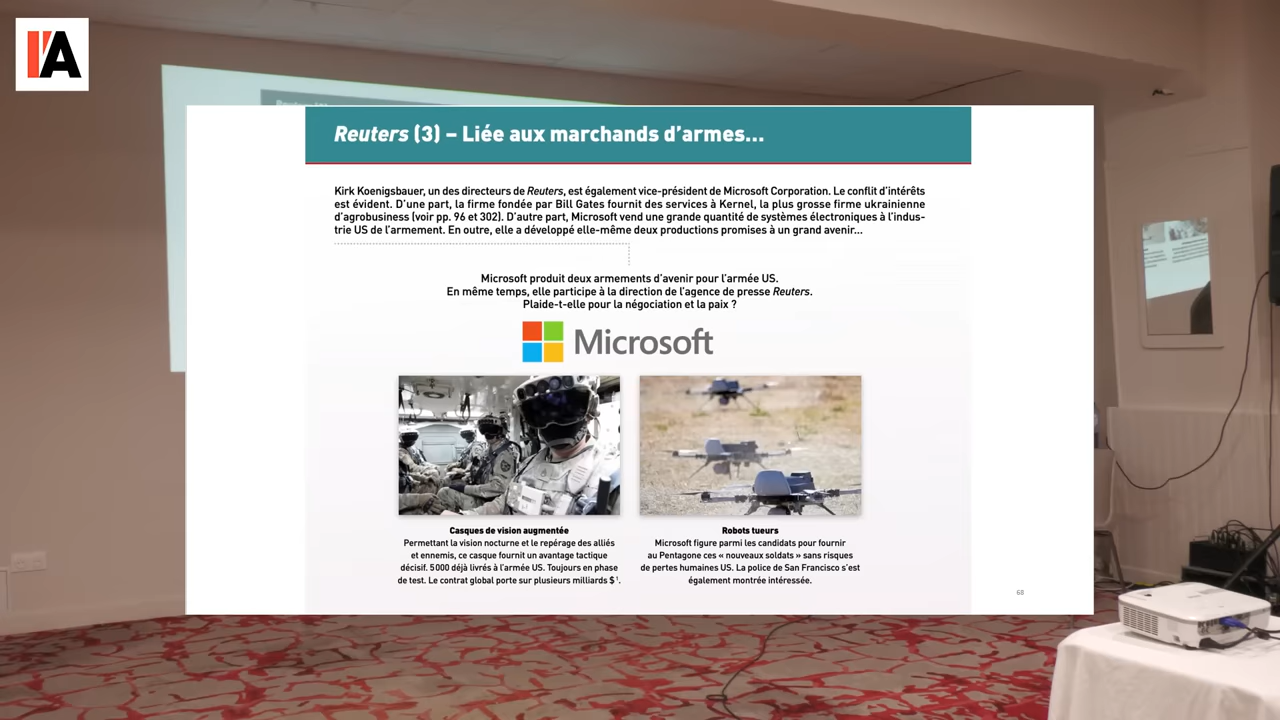 I'A
Reuters (3) – Liée aux marchands d'armes...
Kirk Koenigsbauer, un des directeurs de Reuters, est également vice-président de Microsoft Corporation. Le conflit d'intérêts
est évident. D'une part, la firme fondée par Bill Gates fournit des services à Kernel, la plus grosse firme ukrainienne
d'agrobusiness (voir pp. 96 et 302). D'autre part, Microsoft vend une grande quantité de systèmes électroniques à l'indus-
trie US de l'armement. En outre, elle a développé elle-même deux productions promises à un grand avenir...
Microsoft produit deux armements d'avenir pour l'armée US.
En même temps, elle participe à la direction de l'agence de presse Reuters.
Plaide-t-elle pour la négociation et la paix ?
Microsoft
Casques de vision augmentée
Permettant la vision nocturne et le repérage des alliés
et ennemis, ce casque fournit un avantage tactique
décisif. 5 000 déjà livrés à l'armée US. Toujours en phase
de test. Le contrat global porte sur plusieurs milliards $ ¹.
Robots tueurs
Microsoft figure parmi les candidats pour fournir
au Pentagone ces « nouveaux soldats » sans risques
de pertes humaines US. La police de San Francisco s'est
également montrée intéressée.
68